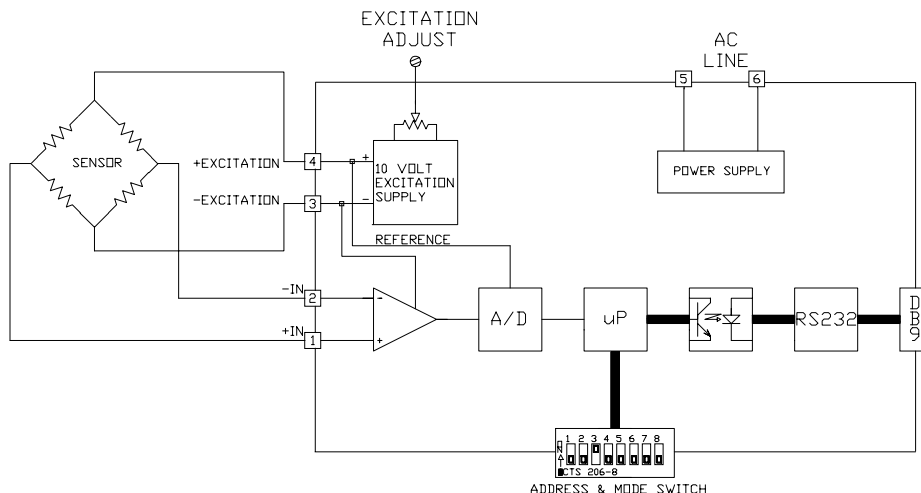 EXCITATION
ADJUST
AC
LINE
5
6
SENSOR
+EXCITATION
4
+
10 VOLT
EXCITATION
SUPPLY
POWER SUPPLY
-EXCITATION
3
-
REFERENCE
-IN
2
-
+IN
1
+
A/D
uP
RS232
DB9
1 2 3 4 5 6 7 8
CTS 206-8
ADDRESS & MODE SWITCH